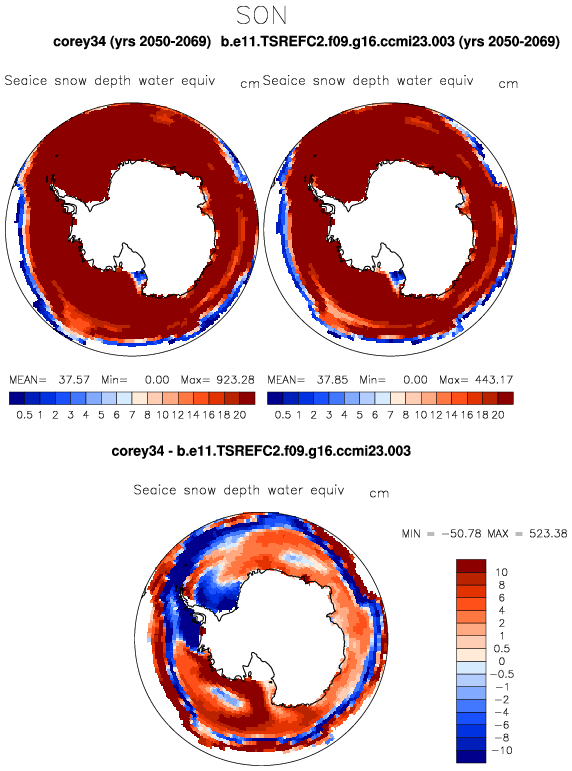 SON
corey34 (yrs 2050-2069) b.e11.TSREFC2.f09.g16.ccmi23.003 (yrs 2050-2069)
Seaice snow depth water equiv cm Seaice snow depth water equiv cm
MEAN= 37.57 Min= 0.00 Max= 923.28 MEAN= 37.85 Min= 0.00 Max= 443.17
0.5 1 2 3 4 5 6 7 8 10 12 14 16 18 20 0.5 1 2 3 4 5 6 7 8 10 12 14 16 18 20
corey34 - b.e11.TSREFC2.f09.g16.ccmi23.003
Seaice snow depth water equiv cm
MIN = -50.78 MAX = 523.38
10
8
6
4
2
1
0.5
0
-0.5
-1
-2
-4
-6
-8
-10